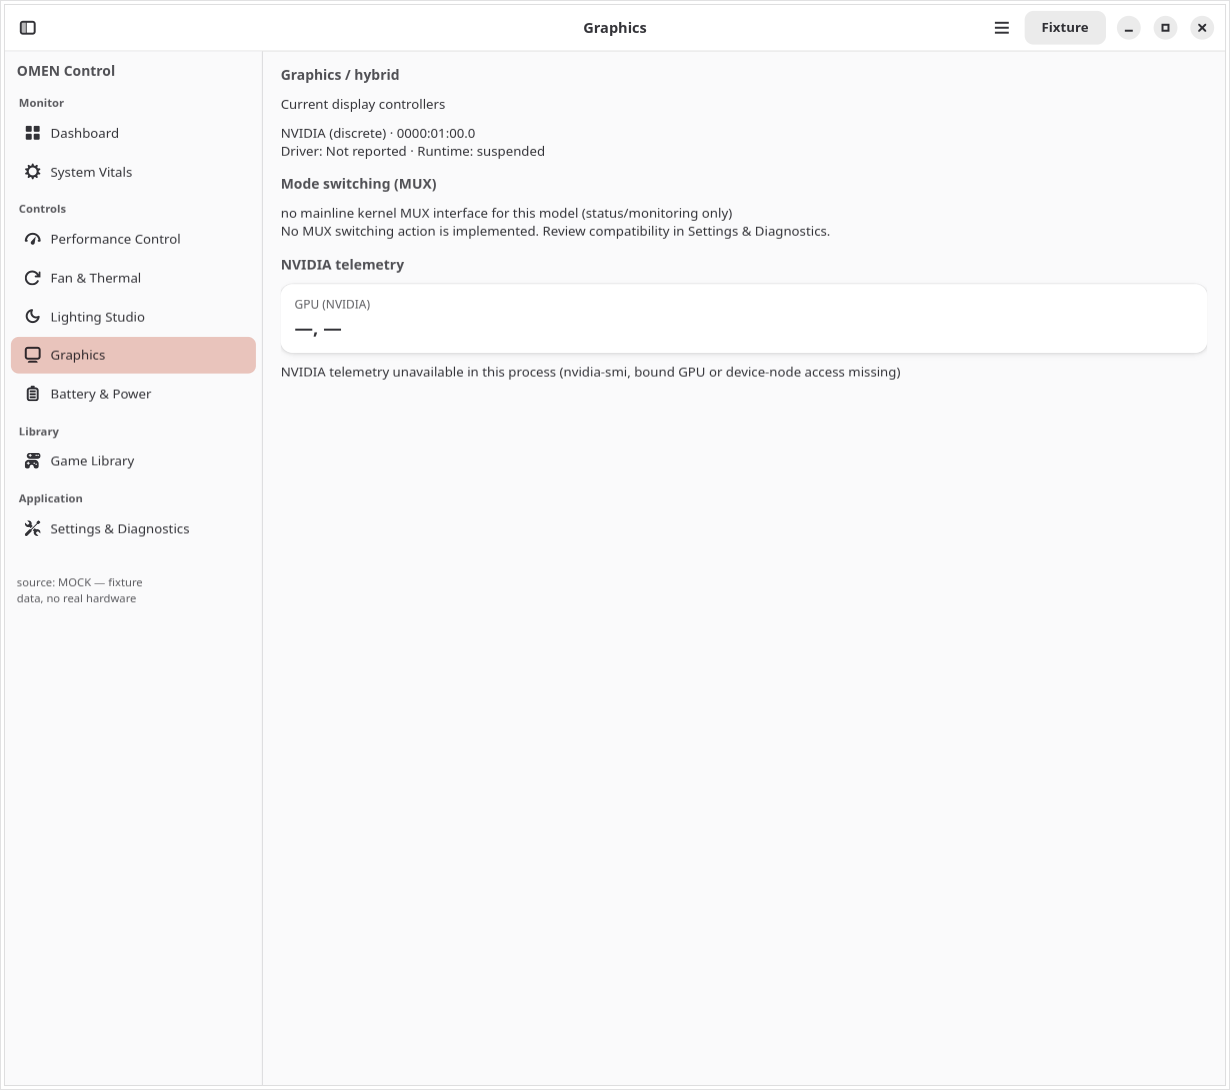 Graphics
Fixture
OMEN Control
Monitor
Dashboard
System Vitals
Controls
Performance Control
Fan & Thermal
Lighting Studio
Graphics
Battery & Power
Library
Game Library
Application
Settings & Diagnostics
source: MOCK — fixture
data, no real hardware
Graphics / hybrid
Current display controllers
NVIDIA (discrete) · 0000:01:00.0
Driver: Not reported · Runtime: suspended
Mode switching (MUX)
no mainline kernel MUX interface for this model (status/monitoring only)
No MUX switching action is implemented. Review compatibility in Settings & Diagnostics.
NVIDIA telemetry
GPU (NVIDIA)
—, —
NVIDIA telemetry unavailable in this process (nvidia-smi, bound GPU or device-node access missing)